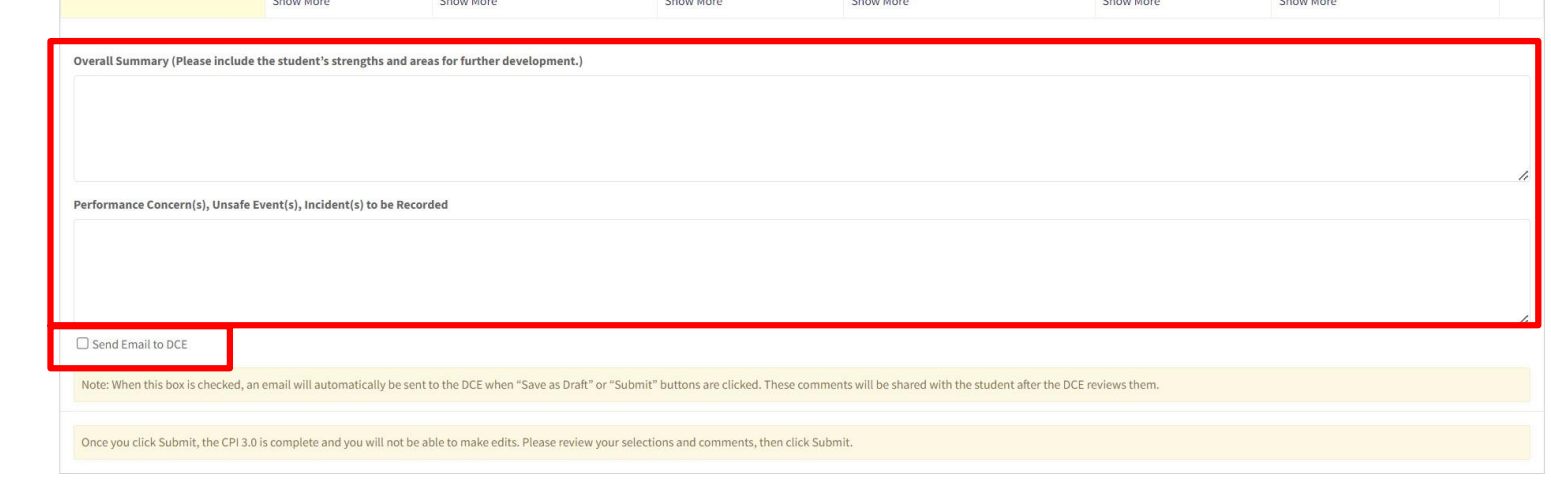 Show More Show More Show More Show More Show More Show More
Overall Summary (Please include the student’s strengths and areas for further development.)
Performance Concern(s), Unsafe Event(s), Incident(s) to be Recorded
Send Email to DCE
Note: When this box is checked, an email will automatically be sent to the DCE when “Save as Draft” or “Submit” buttons are clicked. These comments will be shared with the student after the DCE reviews them.
Once you click Submit, the CPI 3.0 is complete and you will not be able to make edits. Please review your selections and comments, then click Submit.